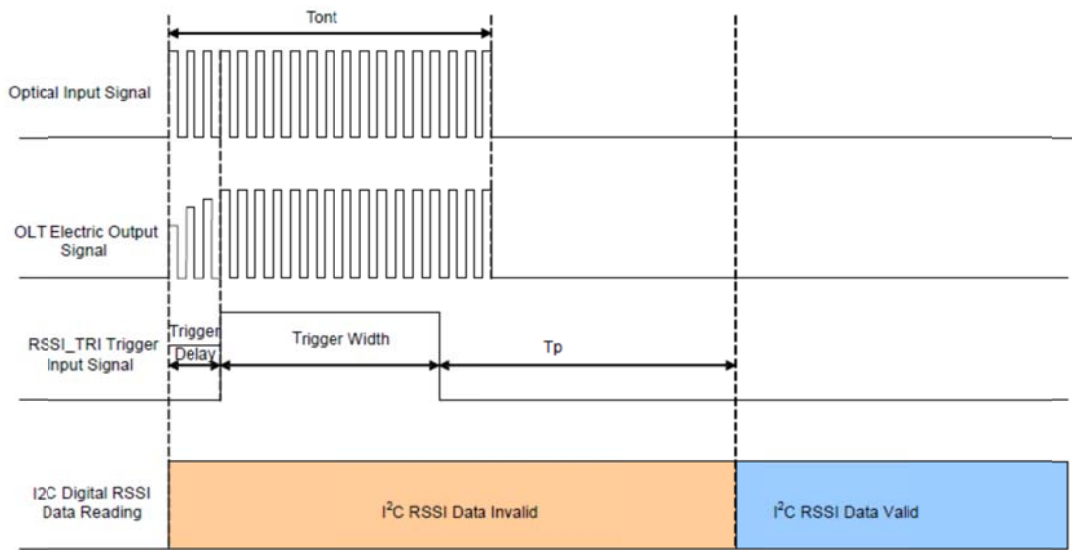 Tont
Optical Input Signal
OLT Electric Output
Signal
RSSI_TRI Trigger
Input Signal
Trigger
Delay
Trigger Width
Tp
I2C Digital RSSI
Data Reading
I²C RSSI Data Invalid
I²C RSSI Data Valid